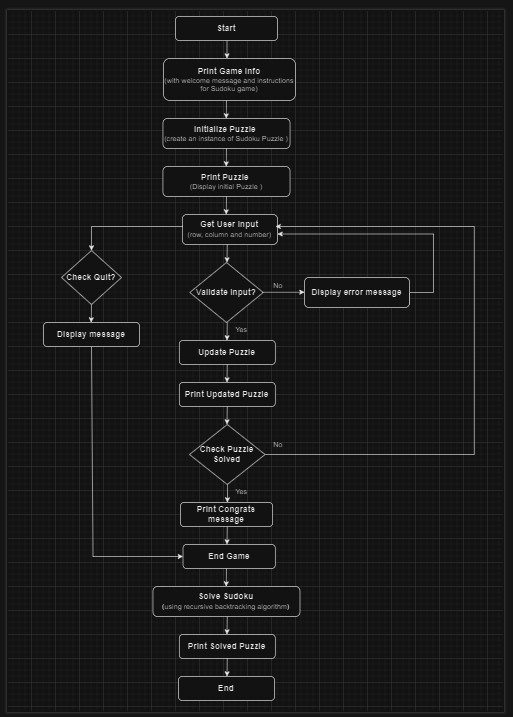 Start
Print Game Info
(with welcome message and instructions
for Sudoku game)
Initialize Puzzle
(create an instance of Sudoku Puzzle )
Print Puzzle
(Display initial Puzzle )
Get User Input
(row, column and number)
Check Quit?
Validate Input?
No
Display error message
Display message
Yes
Update Puzzle
Print Updated Puzzle
Check Puzzle
Solved
No
Yes
Print Congrats
message
End Game
Solve Sudoku
(using recursive backtracking algorithm)
Print Solved Puzzle
End